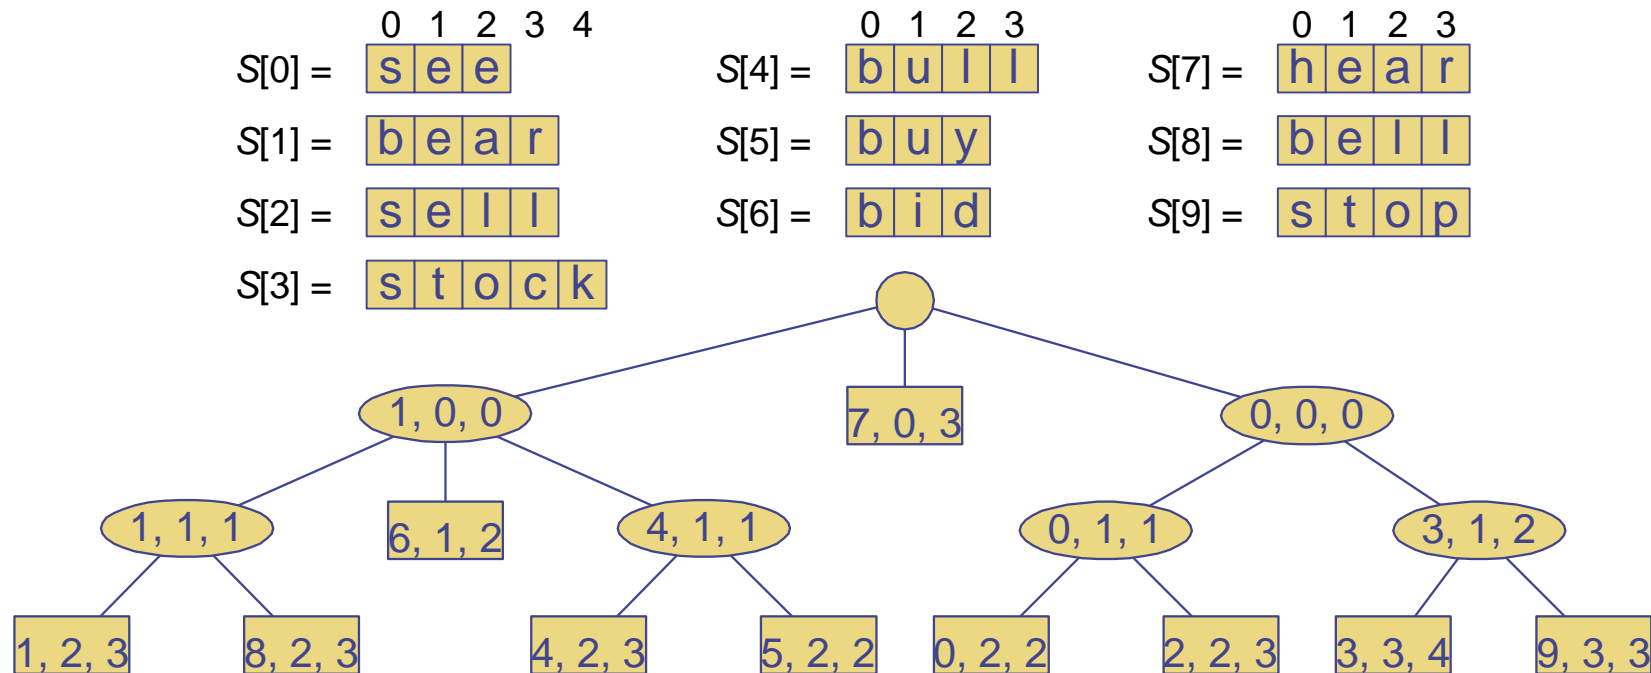 0 1 2 3 4 0 1 2 3 0 1 2 3
S[0] = s e e S[4] = b u l l S[7] = h e a r
S[1] = b e a r S[5] = b u y S[8] = b e l l
S[2] = s e l l S[6] = b i d S[9] = s t o p
S[3] = s t o c k
1, 0, 0 7, 0, 3 0, 0, 0
1, 1, 1 6, 1, 2 4, 1, 1 0, 1, 1 3, 1, 2
1, 2, 3 8, 2, 3 4, 2, 3 5, 2, 2 0, 2, 2 2, 2, 3 3, 3, 4 9, 3, 3